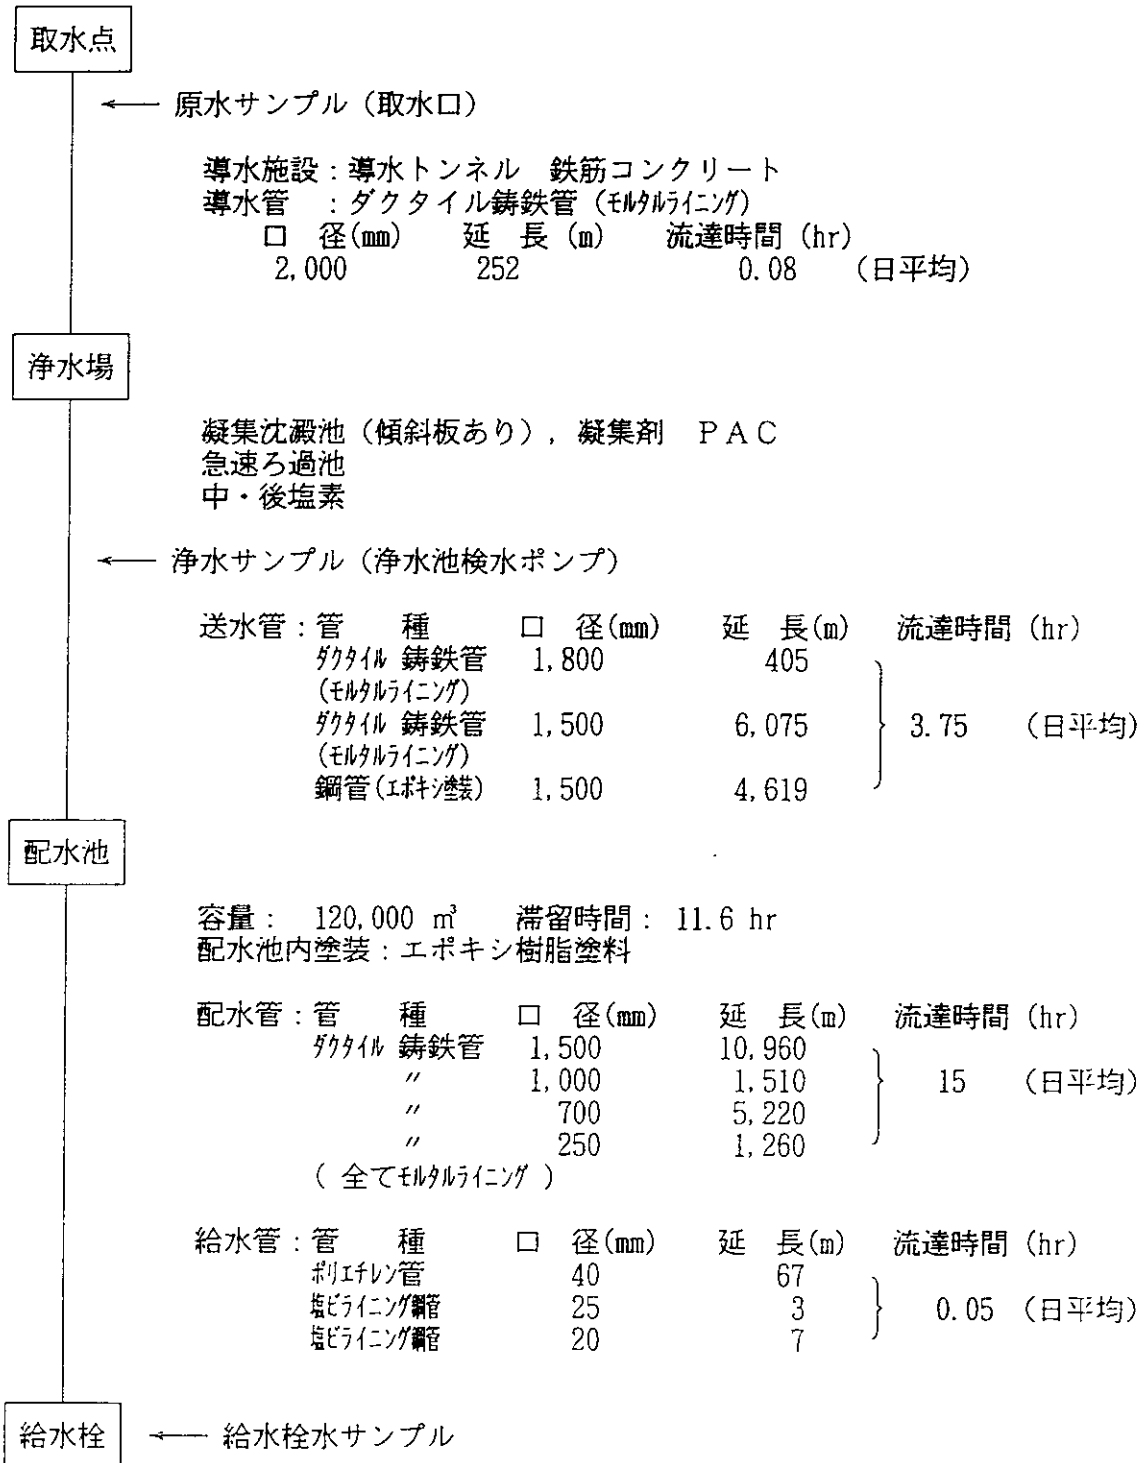 取水点
← 原水サンプル（取水口）
導水施設：導水トンネル 鉄筋コンクリート
導水管 ：ダクタイル鋳鉄管（モルタルライニング）
口 径(mm) 延 長(m) 流達時間(hr)
2,000 252 0.08 （日平均）
浄水場
凝集沈澱池（傾斜板あり），凝集剤 ＰＡＣ
急速ろ過池
中・後塩素
← 浄水サンプル（浄水池検水ポンプ）
送水管：管 種 口 径(mm) 延 長(m) 流達時間(hr)
ダクタイル 鋳鉄管 1,800 405
(モルタルライニング)
ダクタイル 鋳鉄管 1,500 6,075 3.75 （日平均）
(モルタルライニング)
鋼管(エポキシ塗装) 1,500 4,619
配水池
容量： 120,000 ㎥ 滞留時間： 11.6 hr
配水池内塗装：エポキシ樹脂塗料
配水管：管 種 口 径(mm) 延 長(m) 流達時間(hr)
ダクタイル 鋳鉄管 1,500 10,960
〃 1,000 1,510 15 （日平均）
〃 700 5,220
〃 250 1,260
（ 全てモルタルライニング ）
給水管：管 種 口 径(mm) 延 長(m) 流達時間(hr)
ポリエチレン管 40 67
塩ビライニング鋼管 25 3 0.05 （日平均）
塩ビライニング鋼管 20 7
給水栓 ← 給水栓水サンプル